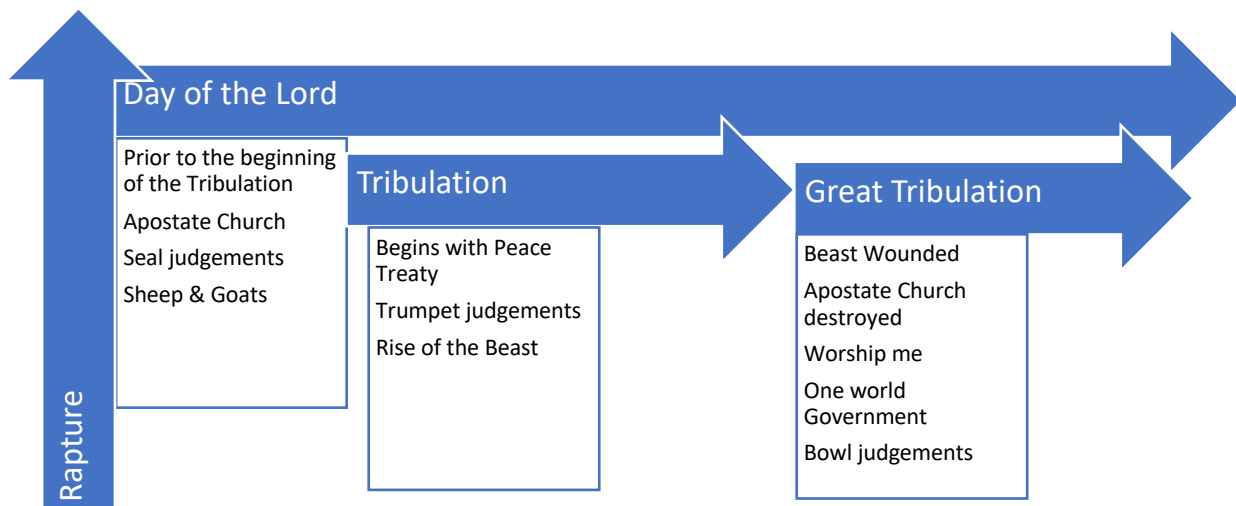 Day of the Lord
Prior to the beginning
of the Tribulation
Apostate Church
Seal judgements
Sheep & Goats
Tribulation
Begins with Peace
Treaty
Trumpet judgements
Rise of the Beast
Great Tribulation
Beast Wounded
Apostate Church
destroyed
Worship me
One world
Government
Bowl judgements
Rapture